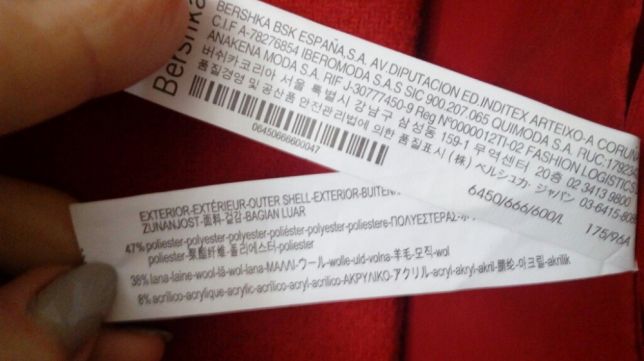 Bershka
BERSHKA BSK ESPAÑA,S.A. AV.DIPUTACION ED.INDITEX ARTEIXO-A
C.I.F A-78276854 IBEROMODA S.A.S SIC 900.207.065 QUIMODA S.A. RUC:
ANAKENA MODA S.A. RIF J-30777450-9 Reg Nº0000012TI-02 FASHION LOGISTICS
버쉬카코리아 서울 특별시 강남구 삼성동 159-1 무역센터 20층 02 3413 9800
품질경영 및 공산품 안전관리법에 의한 품질표시 (株) ベルシュカ· ジャパン
06450666600047
6450/666/600/L 175/96A
EXTERIOR-EXTÉRIEUR-OUTER SHELL-EXTERIOR-
ZUNANJOST-面料-겉감-BAGIAN LUAR
47% poliester-polyester-polyester-poliéster-polyester-poliestere-ΠΟΛΥΕΣΤΕΡΑΣ-
poliester-聚酯纤维-폴리에스터-poliester
38% lana-laine-wool-lã-wol-lana-ΜΑΛΛΙ-ウール-wolle-uld-volna-羊毛-모직-wol
8% acrílico-acrylique-acrylic-acrílico-acryl-acrilico-ΑΚΡΥΛΙΚΟ-アクリル-acryl-akryl-akril-腈纶-아크릴-akrilik